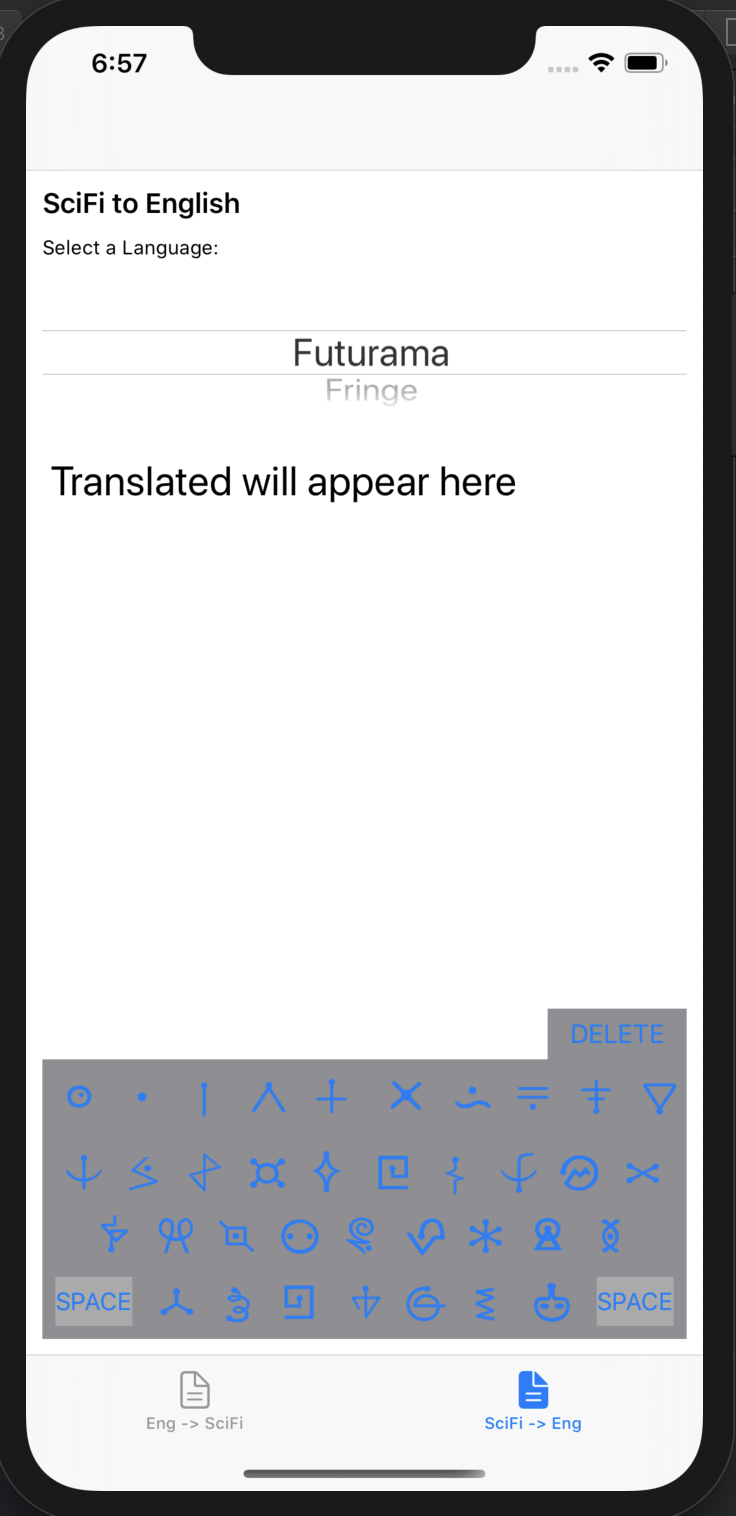 6:57
SciFi to English
Select a Language:
Futurama
Fringe
Translated will appear here
DELETE
SPACE
SPACE
Eng -> SciFi
SciFi -> Eng